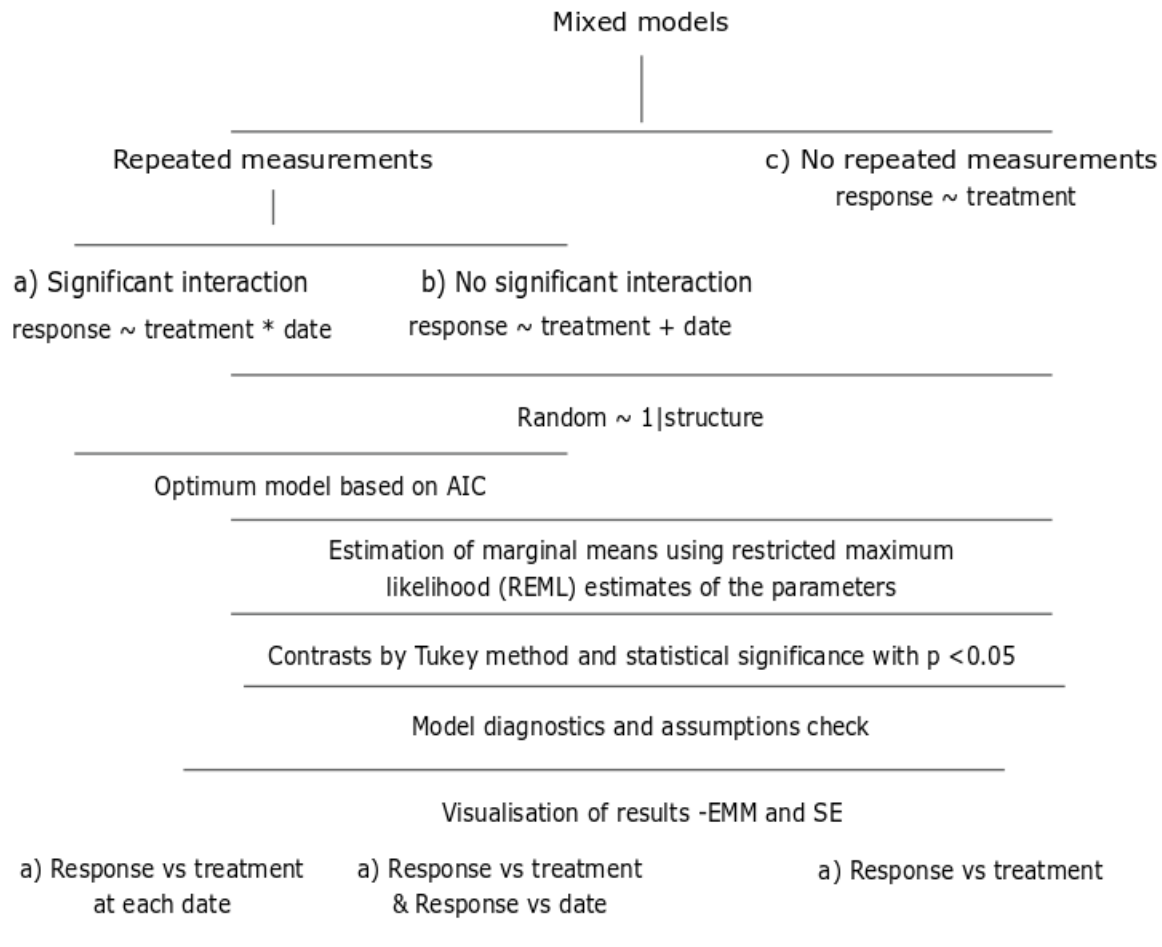 Mixed models
Repeated measurements
c) No repeated measurements
response ~ treatment
a) Significant interaction
response ~ treatment * date
b) No significant interaction
response ~ treatment + date
Random ~ 1|structure
Optimum model based on AIC
Estimation of marginal means using restricted maximum
likelihood (REML) estimates of the parameters
Contrasts by Tukey method and statistical significance with p <0.05
Model diagnostics and assumptions check
Visualisation of results -EMM and SE
a) Response vs treatment
at each date
a) Response vs treatment
& Response vs date
a) Response vs treatment